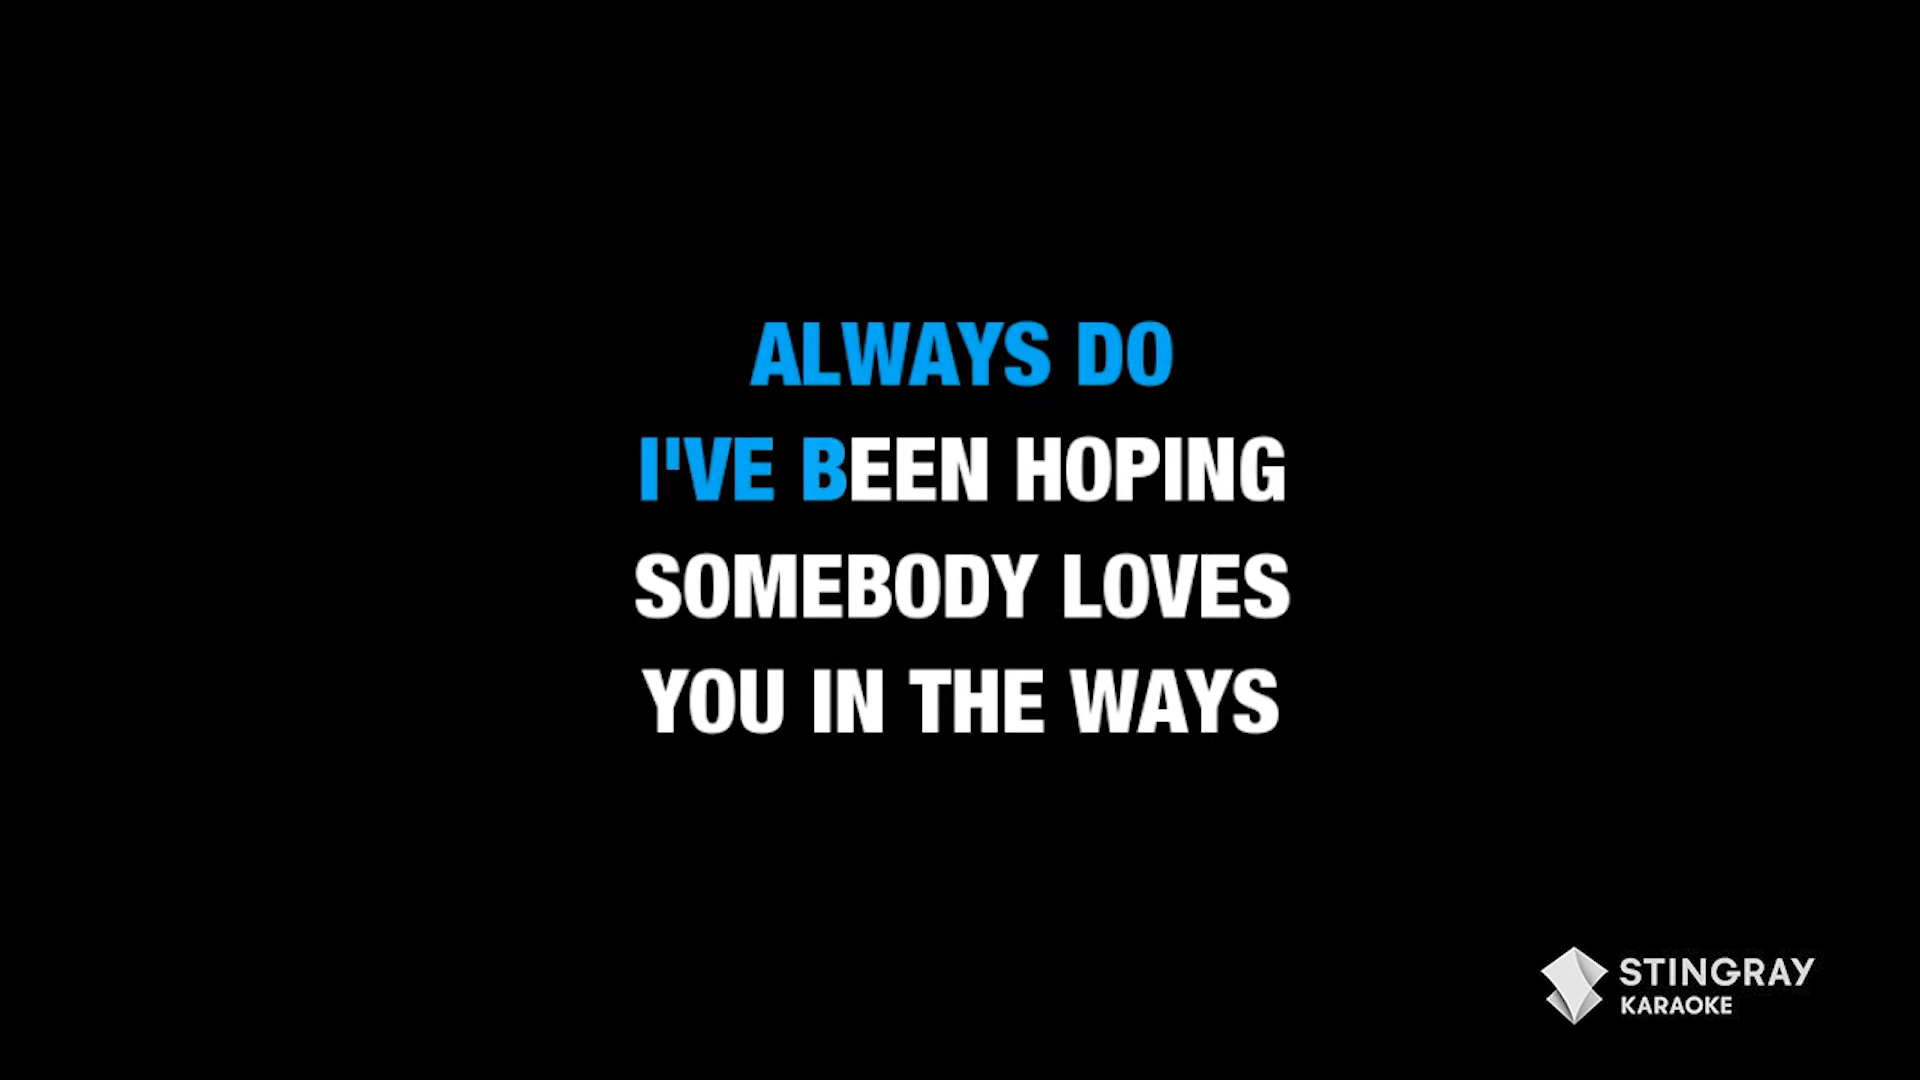 ALWAYS DO
I'VE BEEN HOPING
SOMEBODY LOVES
YOU IN THE WAYS
STINGRAY
KARAOKE